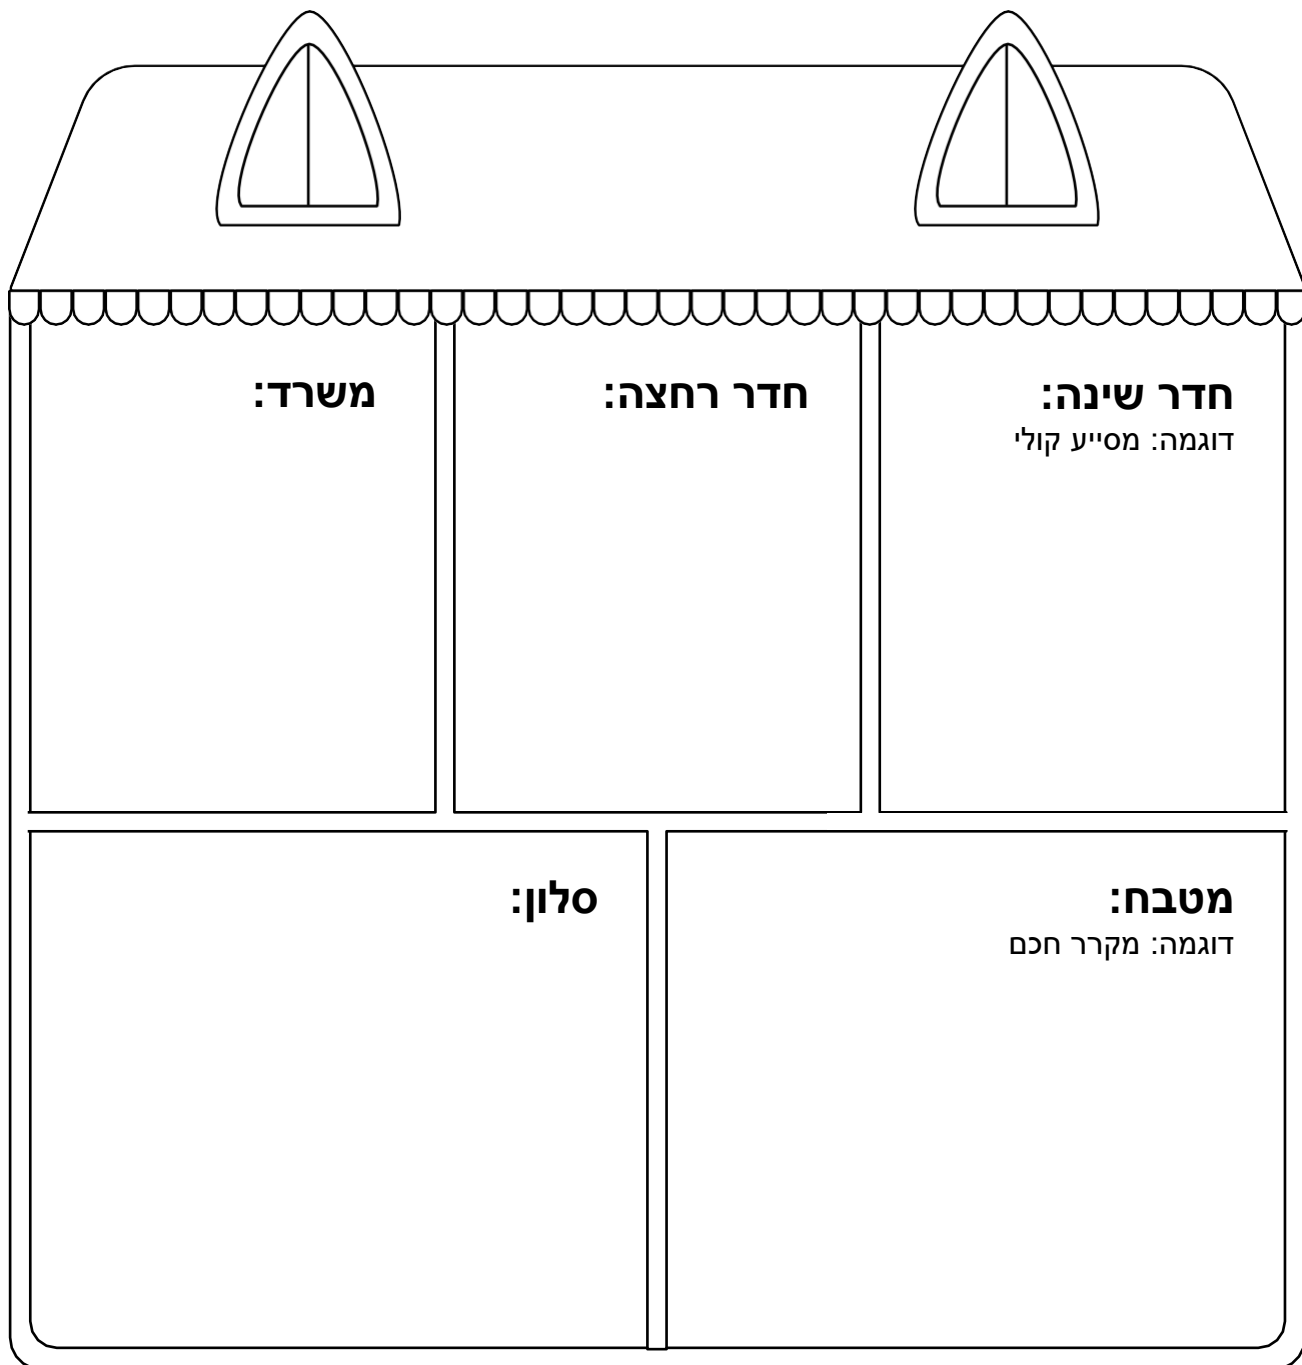 חדר שינה:
דוגמה: מסייע קולי
חדר רחצה:
משרד:
מטבח:
דוגמה: מקרר חכם
סלון: